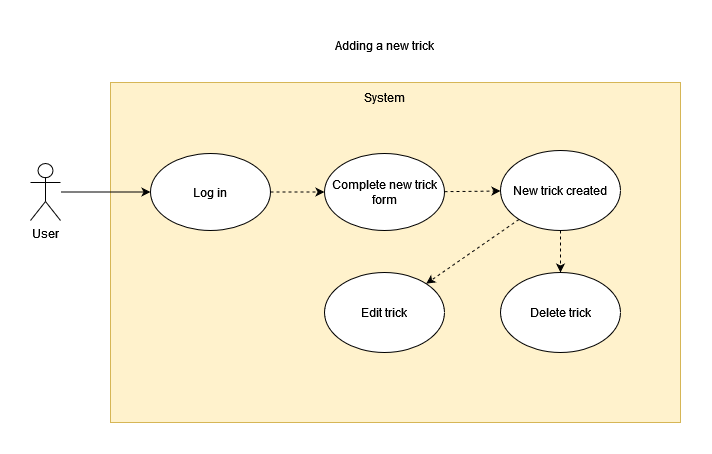 Adding a new trick
System
Log in
Complete new trick
form
New trick created
User
Edit trick
Delete trick